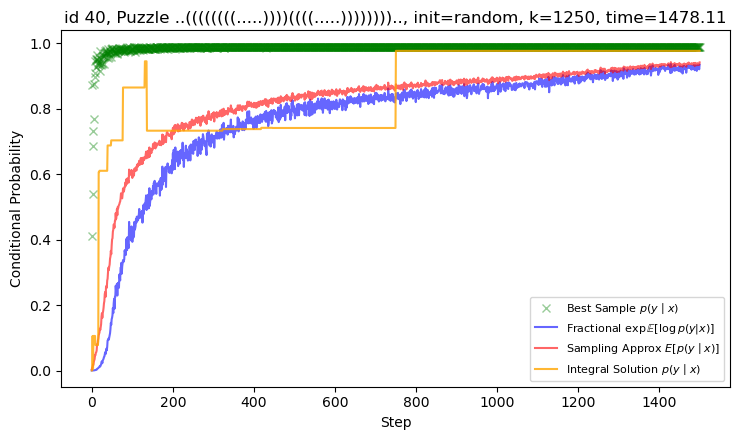 id 40, Puzzle ..((((((((.....))))((((.....)))))))).., init=random, k=1250, time=1478.11
Conditional Probability
1.0
0.8
0.6
0.4
0.2
0.0
Best Sample p(y | x)
Fractional exp𝔼[log p(y|x)]
Sampling Approx E[p(y | x)]
Integral Solution p(y | x)
0 200 400 600 800 1000 1200 1400
Step